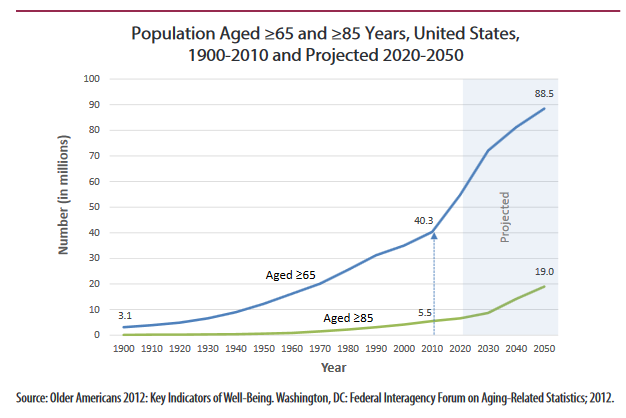 Population Aged ≥65 and ≥85 Years, United States,
1900-2010 and Projected 2020-2050
Number (in millions)
100
90
80
70
60
50
40
30
20
10
0
88.5
Projected
40.3
19.0
Aged ≥65
3.1
5.5
Aged ≥85
1900 1910 1920 1930 1940 1950 1960 1970 1980 1990 2000 2010 2020 2030 2040 2050
Year
Source: Older Americans 2012: Key Indicators of Well-Being. Washington, DC: Federal Interagency Forum on Aging-Related Statistics; 2012.